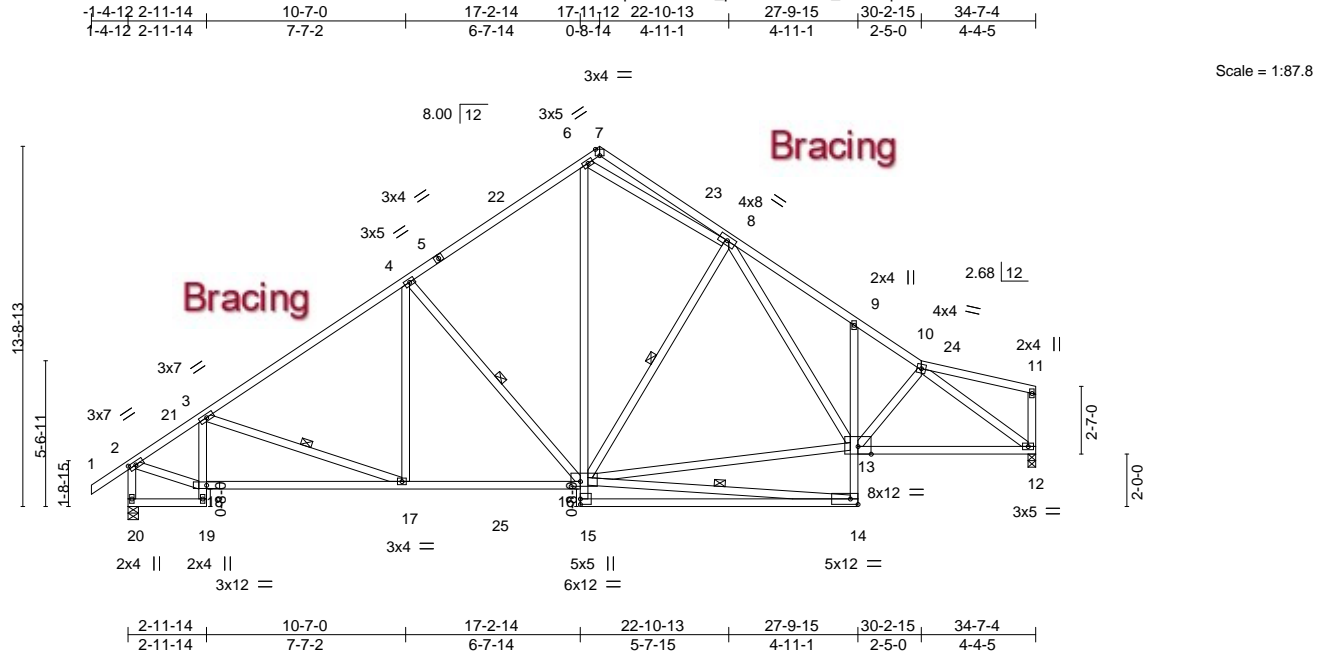 -1-4-12 2-11-14 10-7-0 17-2-14 17-11-12 22-10-13 27-9-15 30-2-15 34-7-4
1-4-12 2-11-14 7-7-2 6-7-14 0-8-14 4-11-1 4-11-1 2-5-0 4-4-5
Scale = 1:87.8
3x4
8.00 12 3x5
6 7
Bracing
3x4 22 23 4x8
8
3x5 5
4 2x4 2.68 12
Bracing 9
4x4
13-8-13 10
24 2x4
11
3x7
3
3x7 21
2
5-6-11 2-7-0
1
1-8-15 13
12
8x12 2-0-0
18 0-8-0 16 0-8-0
17 3x5
25
20 19 15 14
3x4
2x4 2x4 5x5 5x12
3x12 6x12
2-11-14 10-7-0 17-2-14 22-10-13 27-9-15 30-2-15 34-7-4
2-11-14 7-7-2 6-7-14 5-7-15 4-11-1 2-5-0 4-4-5